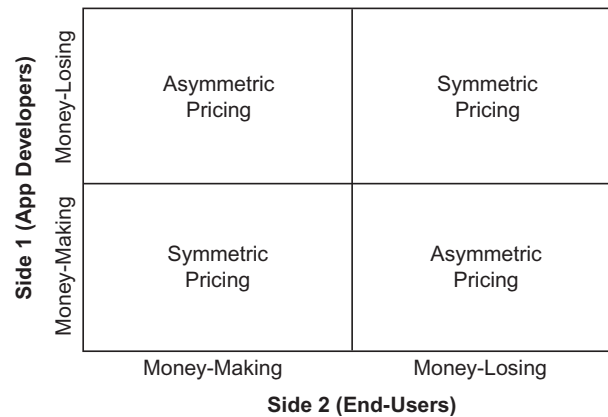 Side 1 (App Developers)
Money-Losing
Asymmetric
Pricing
Symmetric
Pricing
Money-Making
Symmetric
Pricing
Asymmetric
Pricing
Money-Making
Money-Losing
Side 2 (End-Users)